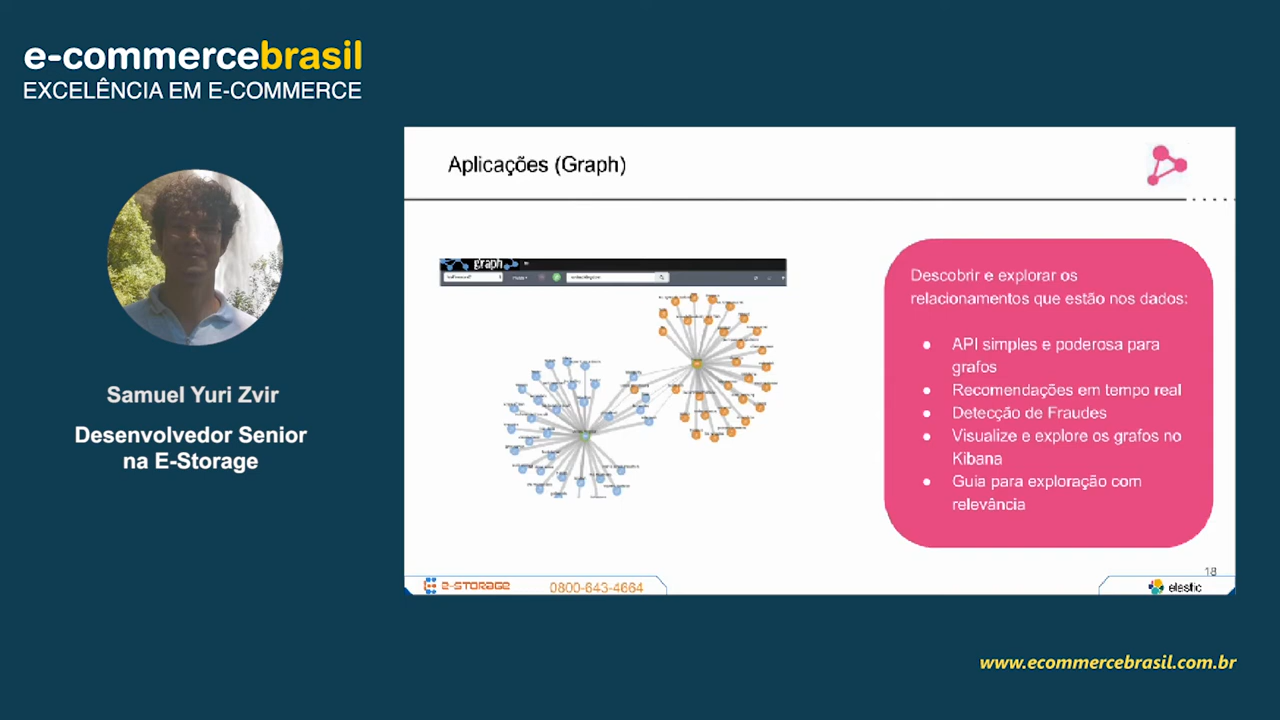 e-commercebrasil
EXCELÊNCIA EM E-COMMERCE
Samuel Yuri Zvir
Desenvolvedor Senior
na E-Storage
Aplicações (Graph)
graph
Descobrir e explorar os
relacionamentos que estão nos dados:
● API simples e poderosa para
grafos
● Recomendações em tempo real
● Detecção de Fraudes
● Visualize e explore os grafos no
Kibana
● Guia para exploração com
relevância
18
E-STORAGE
0800-643-4664
elastic
www.ecommercebrasil.com.br